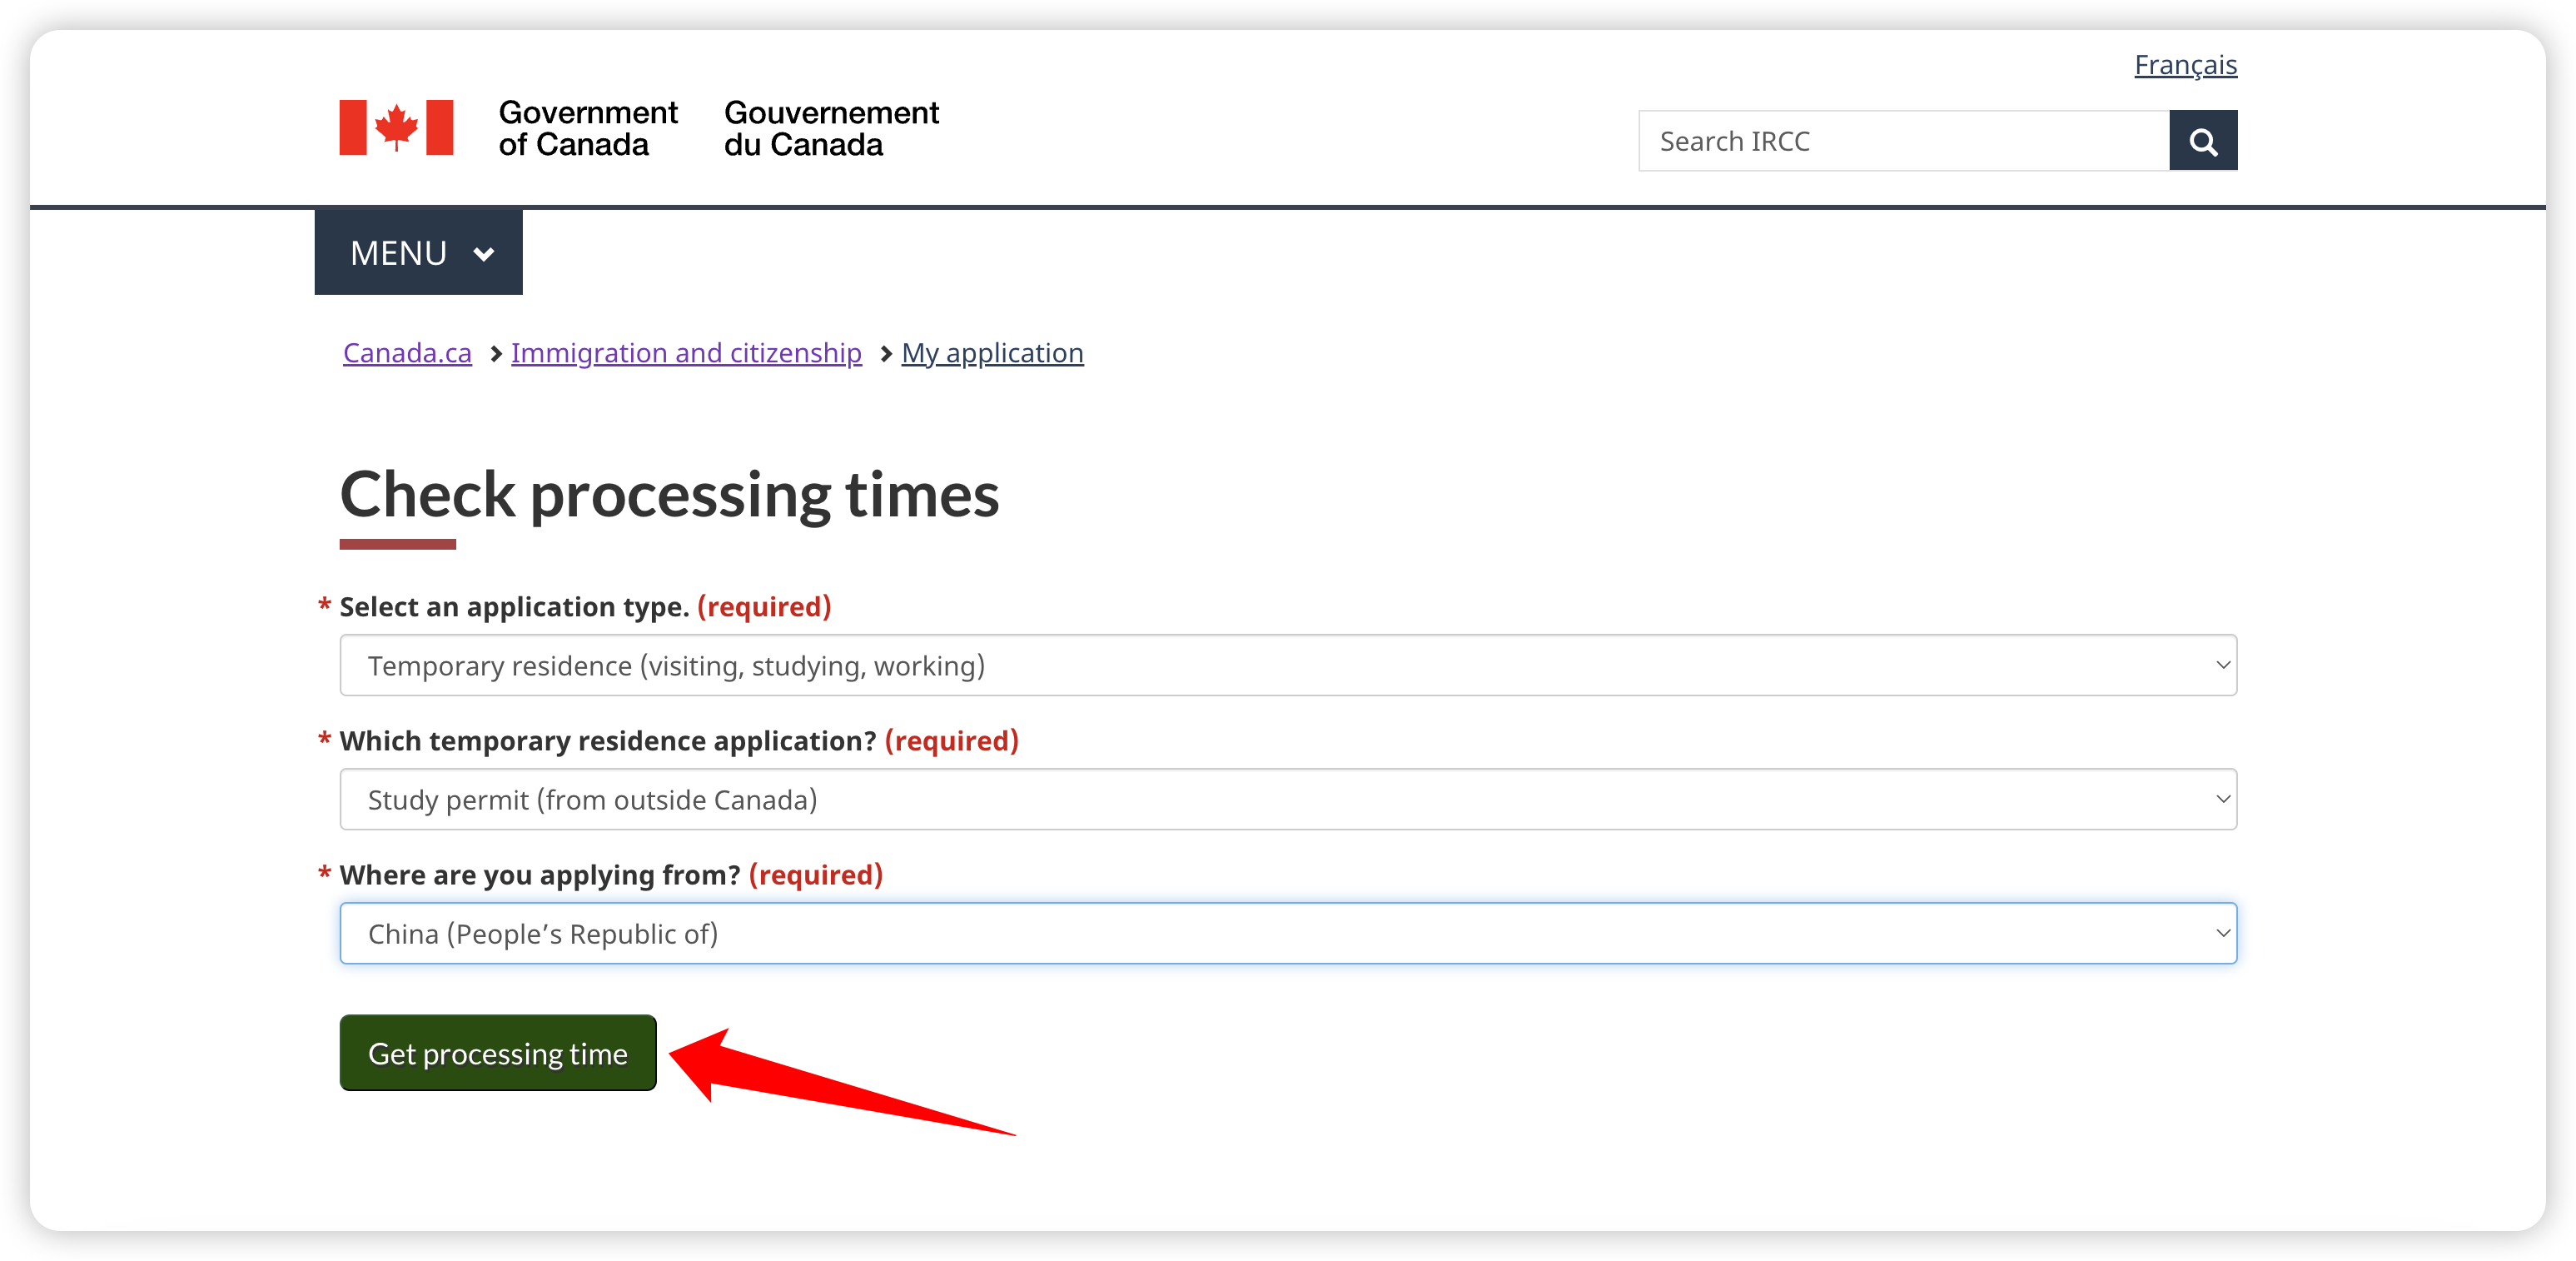 Français
Government
of Canada
Gouvernement
du Canada
Search IRCC
MENU
Canada.ca
Immigration and citizenship
My application
Check processing times
* Select an application type. (required)
Temporary residence (visiting, studying, working)
* Which temporary residence application? (required)
Study permit (from outside Canada)
* Where are you applying from? (required)
China (People’s Republic of)
Get processing time